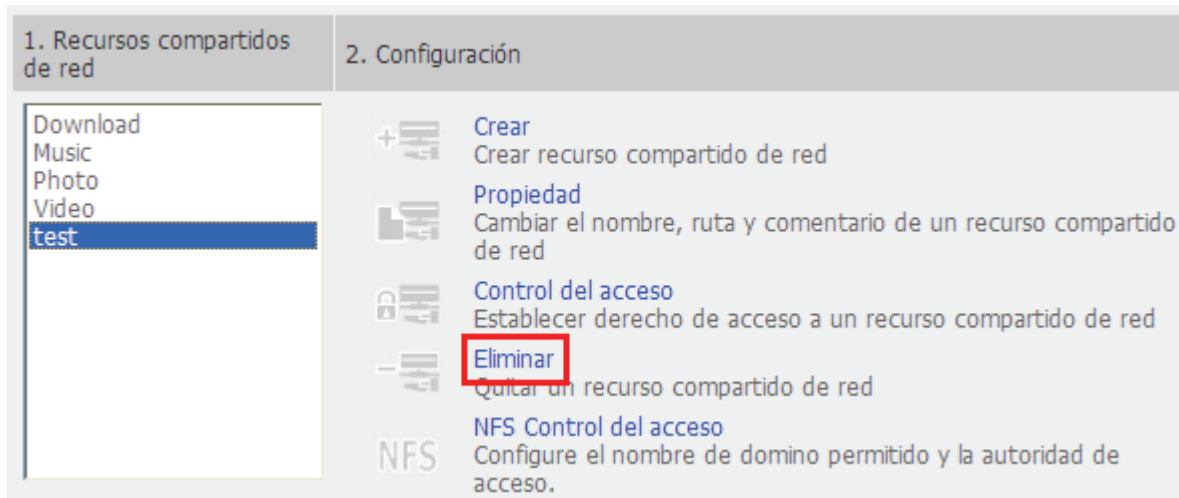 1. Recursos compartidos
de red
2. Configuración
Download
Music
Photo
Video
test
Crear
Crear recurso compartido de red
Propiedad
Cambiar el nombre, ruta y comentario de un recurso compartido
de red
Control del acceso
Establecer derecho de acceso a un recurso compartido de red
Eliminar
Quitar un recurso compartido de red
NFS
NFS Control del acceso
Configure el nombre de domino permitido y la autoridad de
acceso.